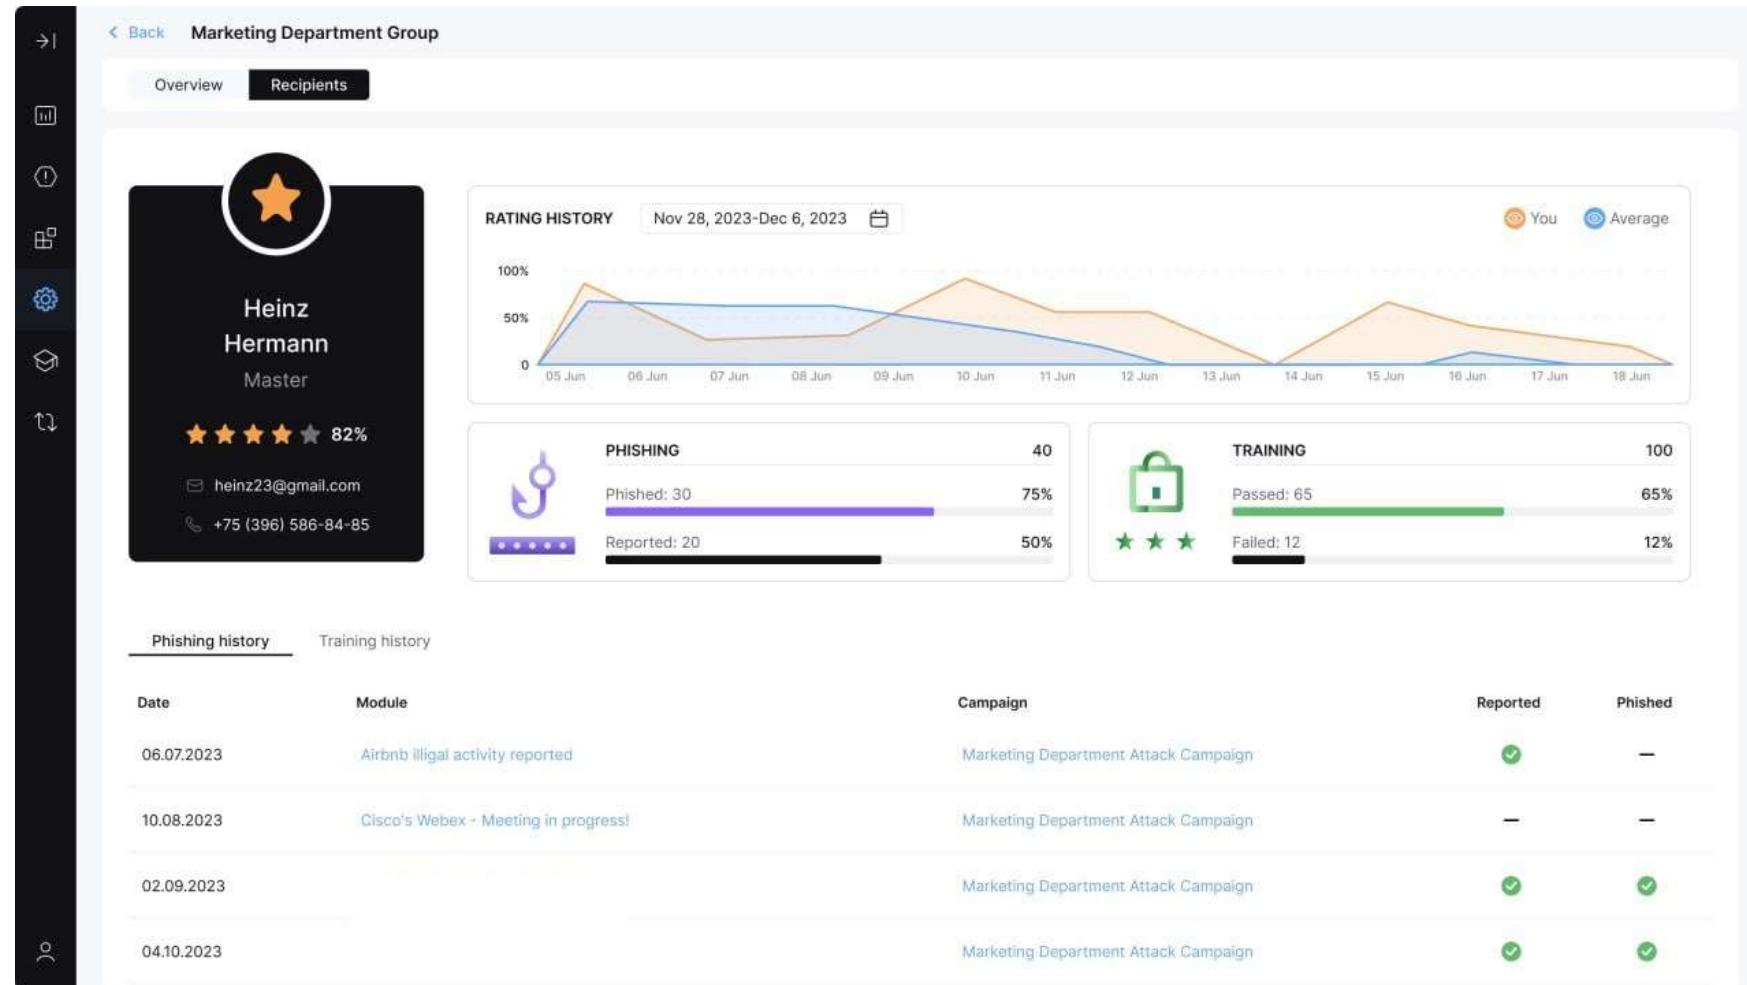 Back Marketing Department Group
Overview Recipients
Heinz
Hermann
Master
82%
heinz23@gmail.com
+75 (396) 586-84-85
RATING HISTORY Nov 28, 2023-Dec 6, 2023 You Average
100%
50%
0
05 Jun 06 Jun 07 Jun 08 Jun 09 Jun 10 Jun 11 Jun 12 Jun 13 Jun 14 Jun 15 Jun 16 Jun 17 Jun 18 Jun
PHISHING 40
Phished: 30 75%
Reported: 20 50%
TRAINING 100
Passed: 65 65%
Failed: 12 12%
Phishing history Training history
Date Module Campaign Reported Phished
06.07.2023 Airbnb illigal activity reported Marketing Department Attack Campaign –
10.08.2023 Cisco's Webex - Meeting in progress! Marketing Department Attack Campaign – –
02.09.2023 Marketing Department Attack Campaign
04.10.2023 Marketing Department Attack Campaign